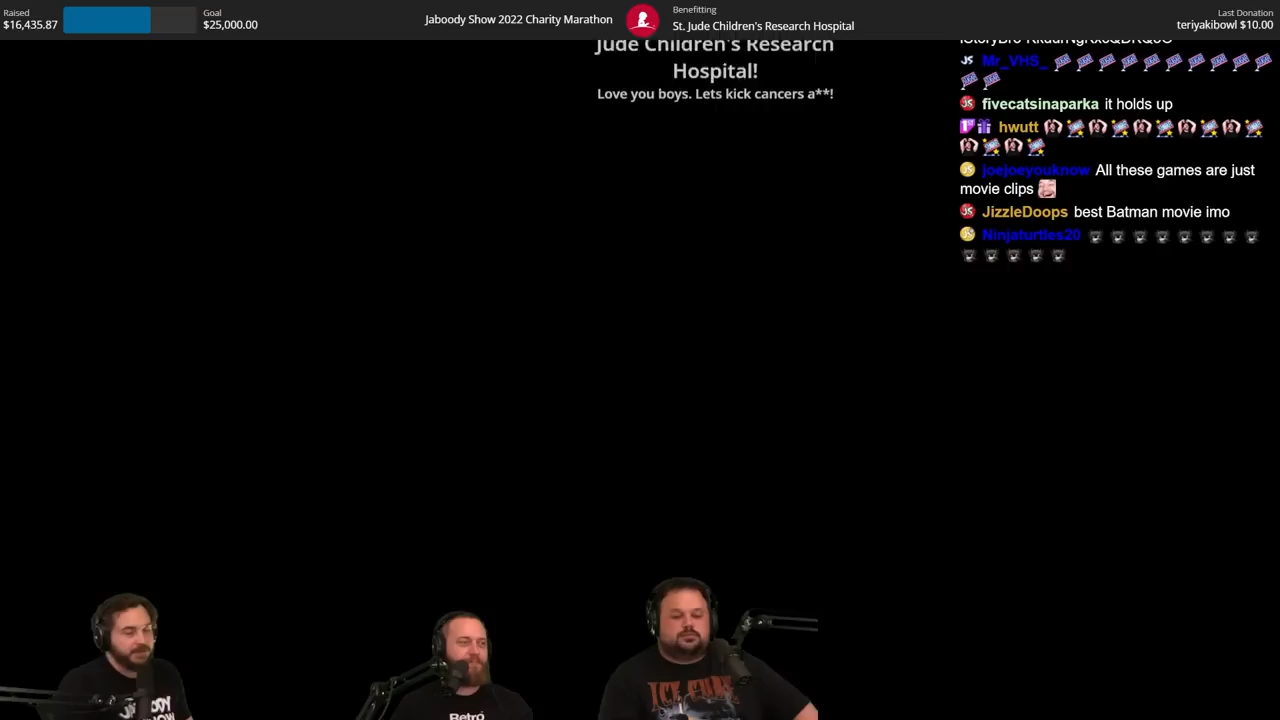 Raised
$16,435.87
Goal
$25,000.00
Jaboody Show 2022 Charity Marathon
Benefitting
St. Jude Children's Research Hospital
Last Donation
teriyakibowl $10.00
Jude Children's Research
Hospital!
Love you boys. Lets kick cancers a**!
Mr_VHS_
fivecatsinaparka it holds up
hwutt
joejoeyouknow All these games are just
movie clips
JizzleDoops best Batman movie imo
Ninjaturtles20
ICE CUBE
Retro